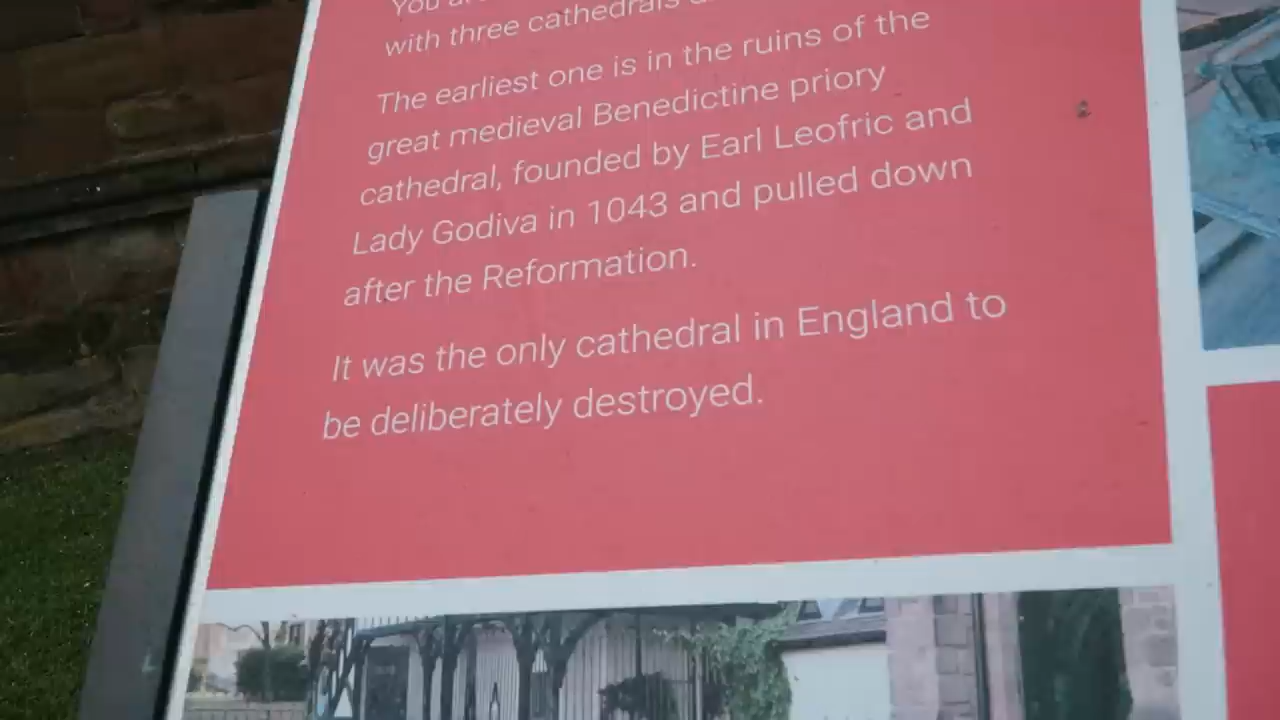 You
with three cathedrals
The earliest one is in the ruins of the
great medieval Benedictine priory
cathedral, founded by Earl Leofric and
Lady Godiva in 1043 and pulled down
after the Reformation.
It was the only cathedral in England to
be deliberately destroyed.